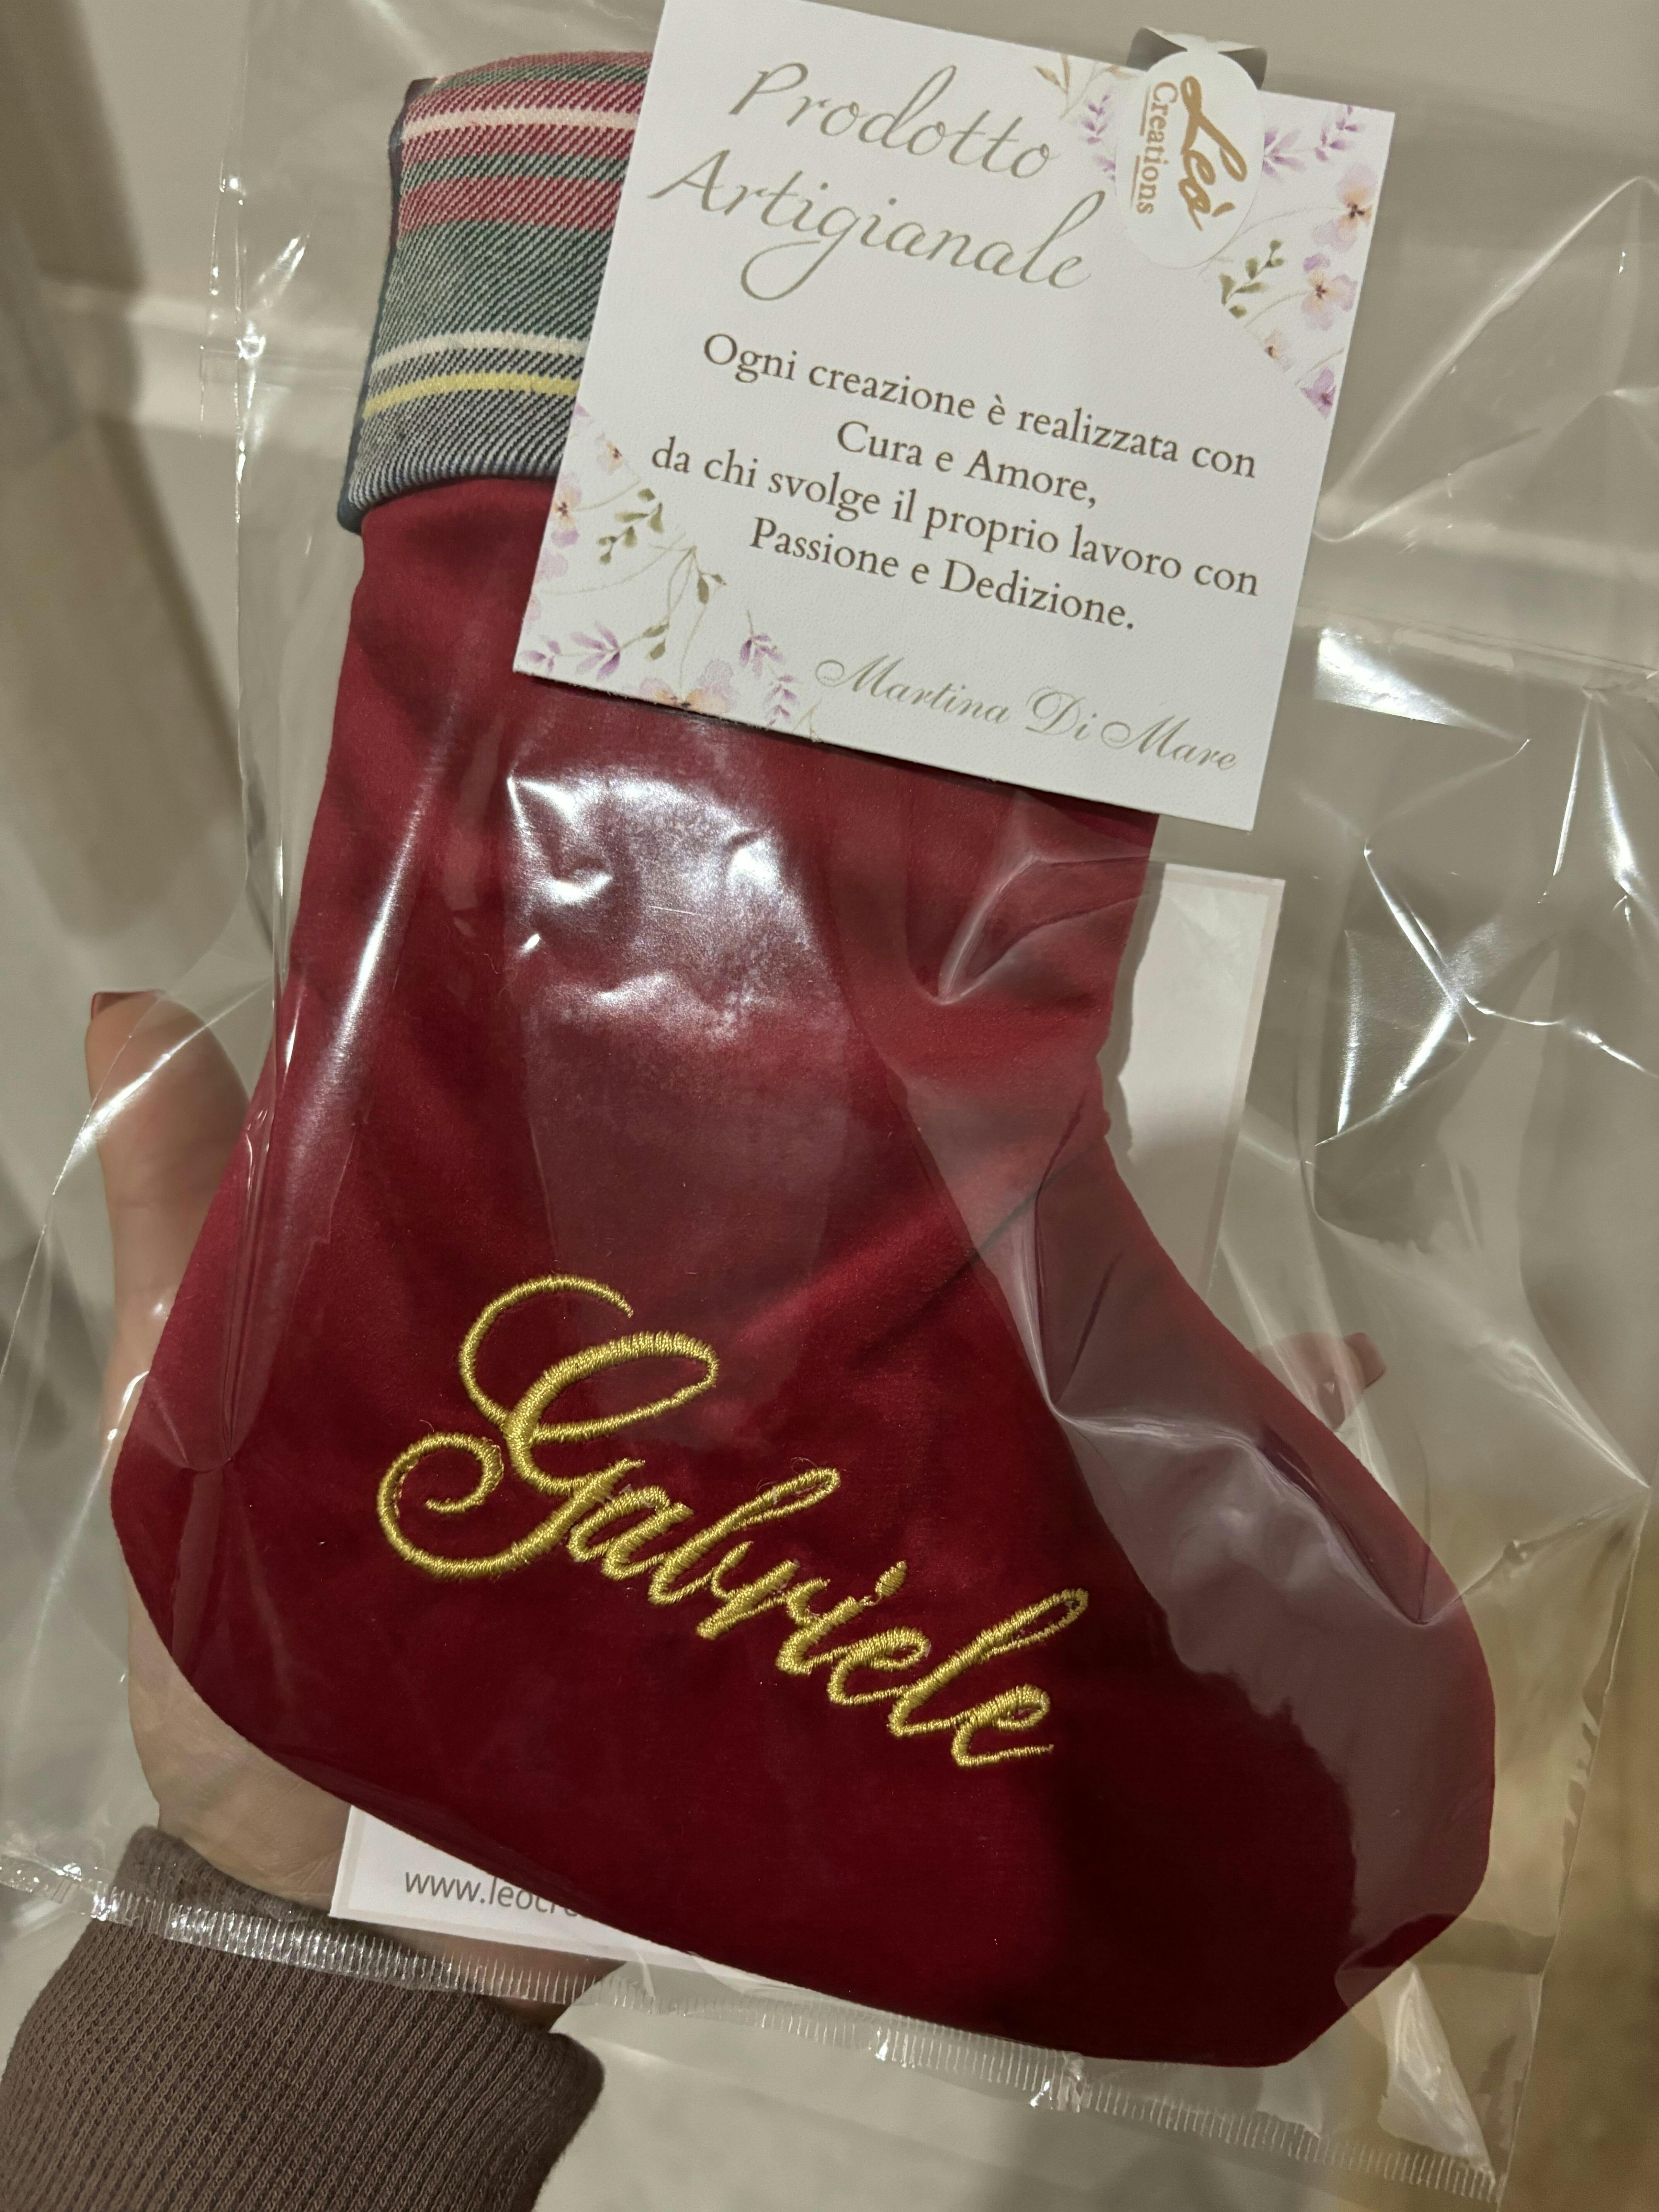 Prodotto
Artigianale
Leò
Creations
Ogni creazione è realizzata con
Cura e Amore,
da chi svolge il proprio lavoro con
Passione e Dedizione.
Martina Di Mare
Gabriele